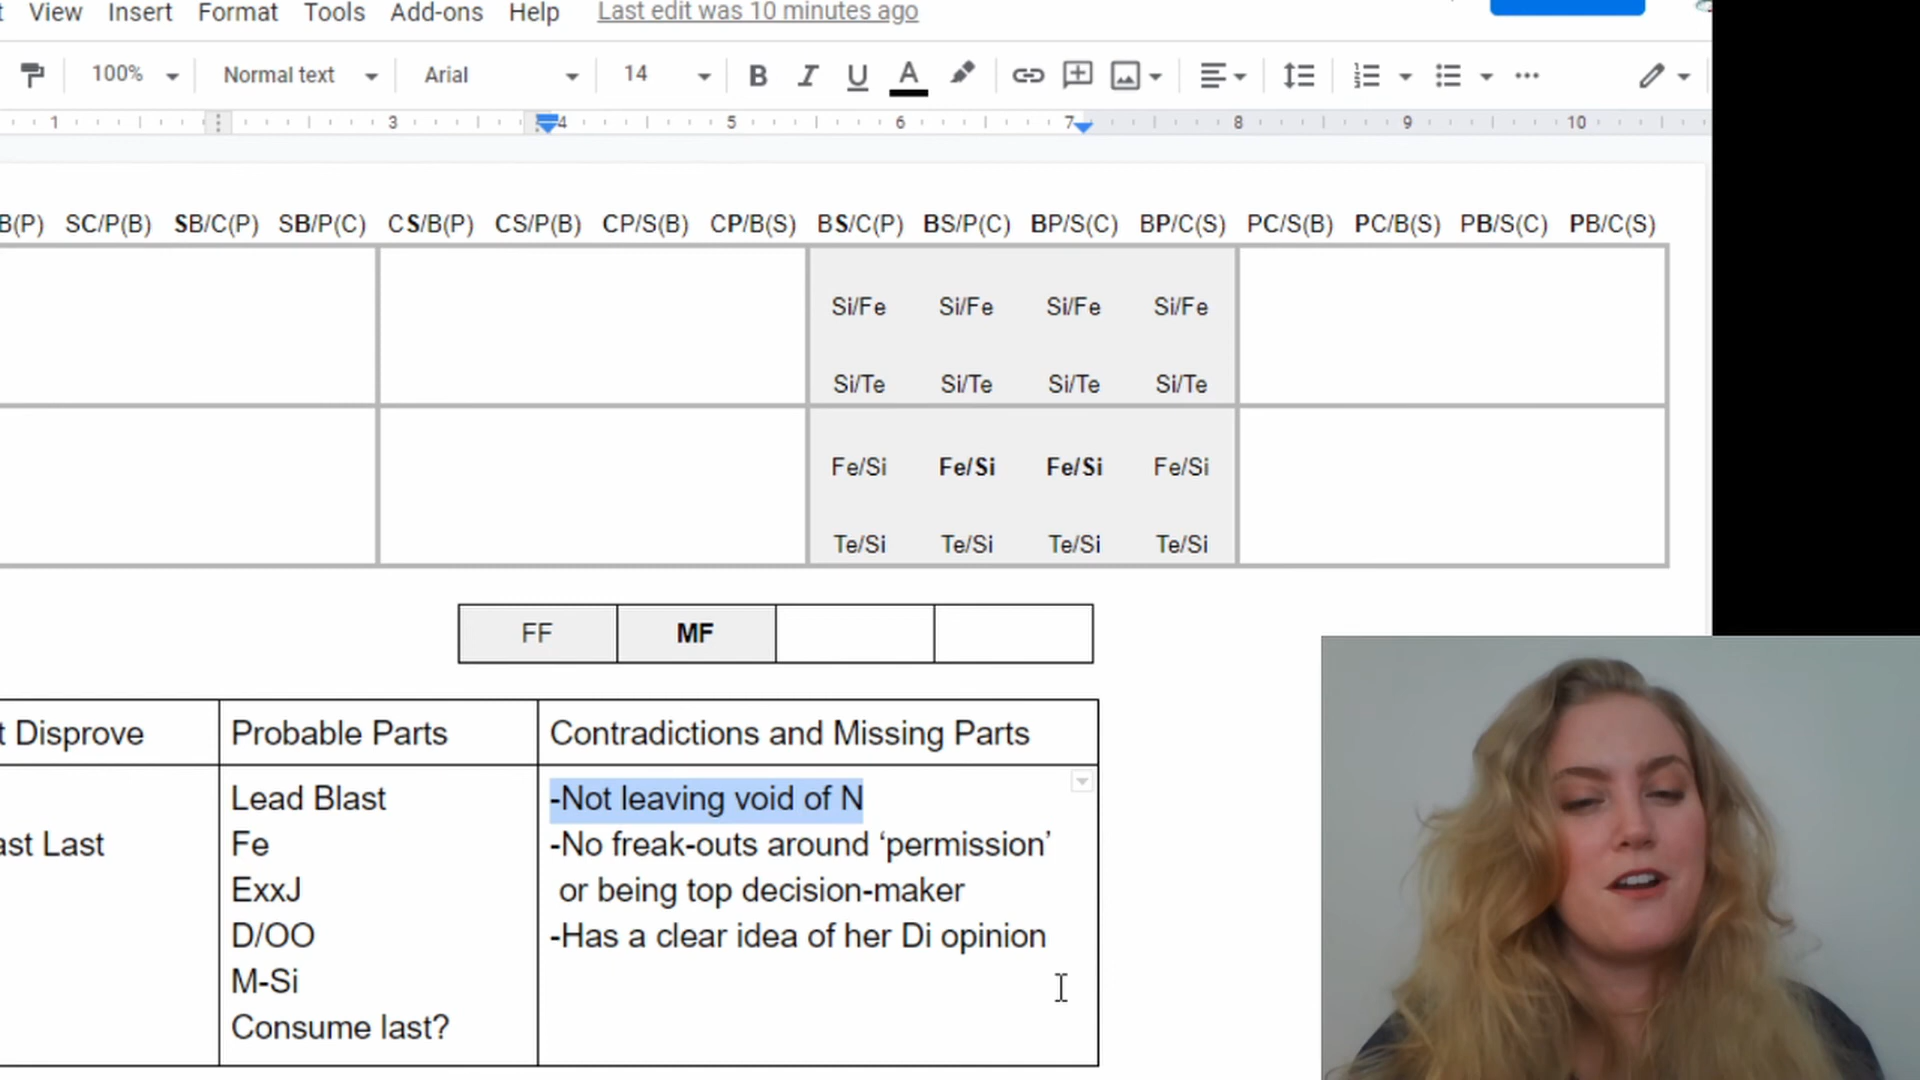 View Insert Format Tools Add-ons Help Last edit was 10 minutes ago
100% Normal text Arial 14 B I U A
1 3 4 5 6 7 8 9 10
B(P) SC/P(B) SB/C(P) SB/P(C) CS/B(P) CS/P(B) CP/S(B) CP/B(S) BS/C(P) BS/P(C) BP/S(C) BP/C(S) PC/S(B) PC/B(S) PB/S(C) PB/C(S)
Si/Fe Si/Fe Si/Fe Si/Fe
Si/Te Si/Te Si/Te Si/Te
Fe/Si Fe/Si Fe/Si Fe/Si
Te/Si Te/Si Te/Si Te/Si
FF MF
t Disprove Probable Parts Contradictions and Missing Parts
Lead Blast -Not leaving void of N
ast Last Fe -No freak-outs around ‘permission’
ExxJ or being top decision-maker
D/OO -Has a clear idea of her Di opinion
M-Si
Consume last?